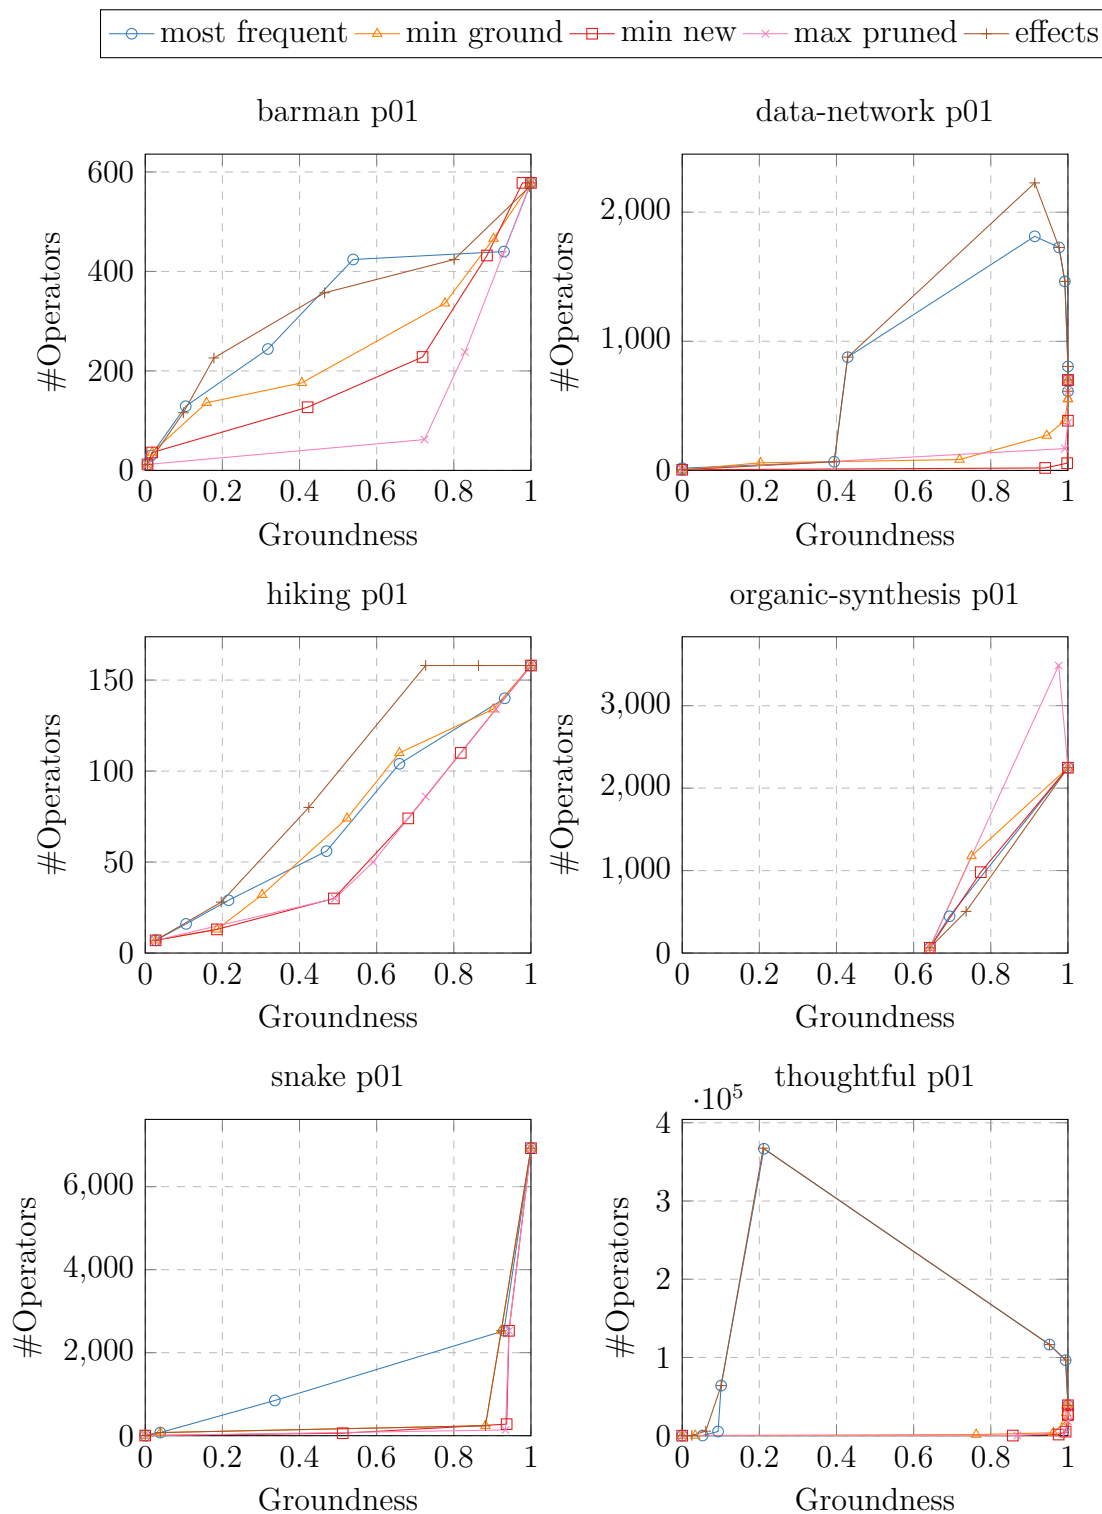 most frequent min ground min new max pruned effects
barman p01
600
400
200
0
0 0.2 0.4 0.6 0.8 1
#Operators
Groundness
data-network p01
2,000
1,000
0
0 0.2 0.4 0.6 0.8 1
#Operators
Groundness
hiking p01
150
100
50
0
0 0.2 0.4 0.6 0.8 1
#Operators
Groundness
organic-synthesis p01
3,000
2,000
1,000
0
0 0.2 0.4 0.6 0.8 1
#Operators
Groundness
snake p01
6,000
4,000
2,000
0
0 0.2 0.4 0.6 0.8 1
#Operators
Groundness
thoughtful p01
·10⁵
4
3
2
1
0
0 0.2 0.4 0.6 0.8 1
#Operators
Groundness